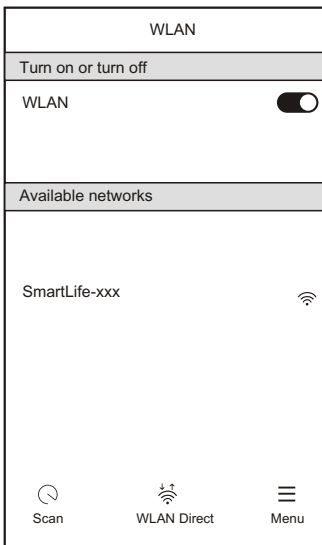 WLAN
Turn on or turn off
WLAN
Available networks
SmartLife-xxx
Scan WLAN Direct Menu